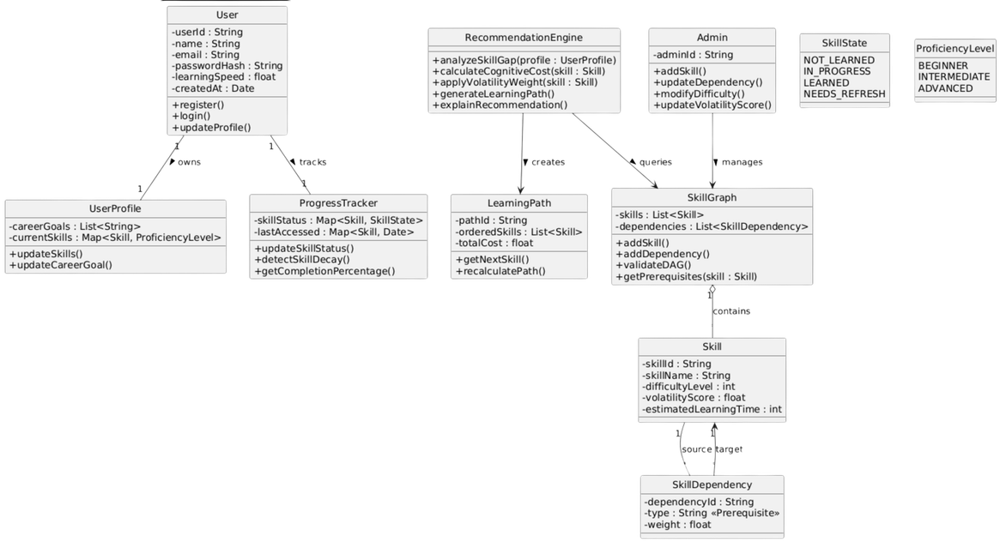 User
-userId : String
-name : String
-email : String
-passwordHash : String
-learningSpeed : float
-createdAt : Date
+register()
+login()
+updateProfile()
RecommendationEngine
+analyzeSkillGap(profile : UserProfile)
+calculateCognitiveCost(skill : Skill)
+applyVolatilityWeight(skill : Skill)
+generateLearningPath()
+explainRecommendation()
Admin
-adminId : String
+addSkill()
+updateDependency()
+modifyDifficulty()
+updateVolatilityScore()
SkillState
NOT_LEARNED
IN_PROGRESS
LEARNED
NEEDS_REFRESH
ProficiencyLevel
BEGINNER
INTERMEDIATE
ADVANCED
1
owns
1
1
tracks
1
creates
queries
manages
UserProfile
-careerGoals : List<String>
-currentSkills : Map<Skill, ProficiencyLevel>
+updateSkills()
+updateCareerGoal()
ProgressTracker
-skillStatus : Map<Skill, SkillState>
-lastAccessed : Map<Skill, Date>
+updateSkillStatus()
+detectSkillDecay()
+getCompletionPercentage()
LearningPath
-pathId : String
-orderedSkills : List<Skill>
-totalCost : float
+getNextSkill()
+recalculatePath()
SkillGraph
-skills : List<Skill>
-dependencies : List<SkillDependency>
+addSkill()
+addDependency()
+validateDAG()
+getPrerequisites(skill : Skill)
1
contains
Skill
-skillId : String
-skillName : String
-difficultyLevel : int
-volatilityScore : float
-estimatedLearningTime : int
1
1
source
target
SkillDependency
-dependencyId : String
-type : String «Prerequisite»
-weight : float